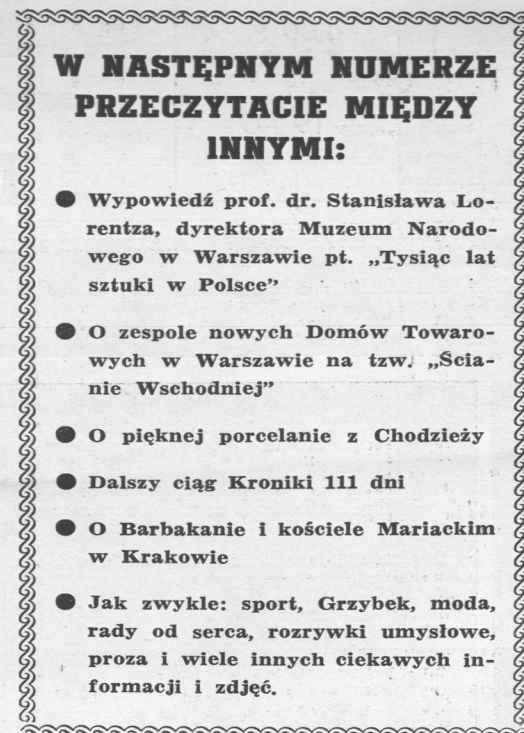 W NASTĘPNYM NUMERZE
PRZECZYTACIE MIĘDZY
INNYMI:
● Wypowiedź prof. dr. Stanisława Lo-
rentza, dyrektora Muzeum Narodo-
wego w Warszawie pt. „Tysiąc lat
sztuki w Polsce”
● O zespole nowych Domów Towaro-
wych w Warszawie na tzw. „Ścia-
nie Wschodniej”
● O pięknej porcelanie z Chodzieży
● Dalszy ciąg Kroniki 111 dni
● O Barbakanie i kościele Mariackim
w Krakowie
● Jak zwykle: sport, Grzybek, moda,
rady od serca, rozrywki umysłowe,
proza i wiele innych ciekawych in-
formacji i zdjęć.